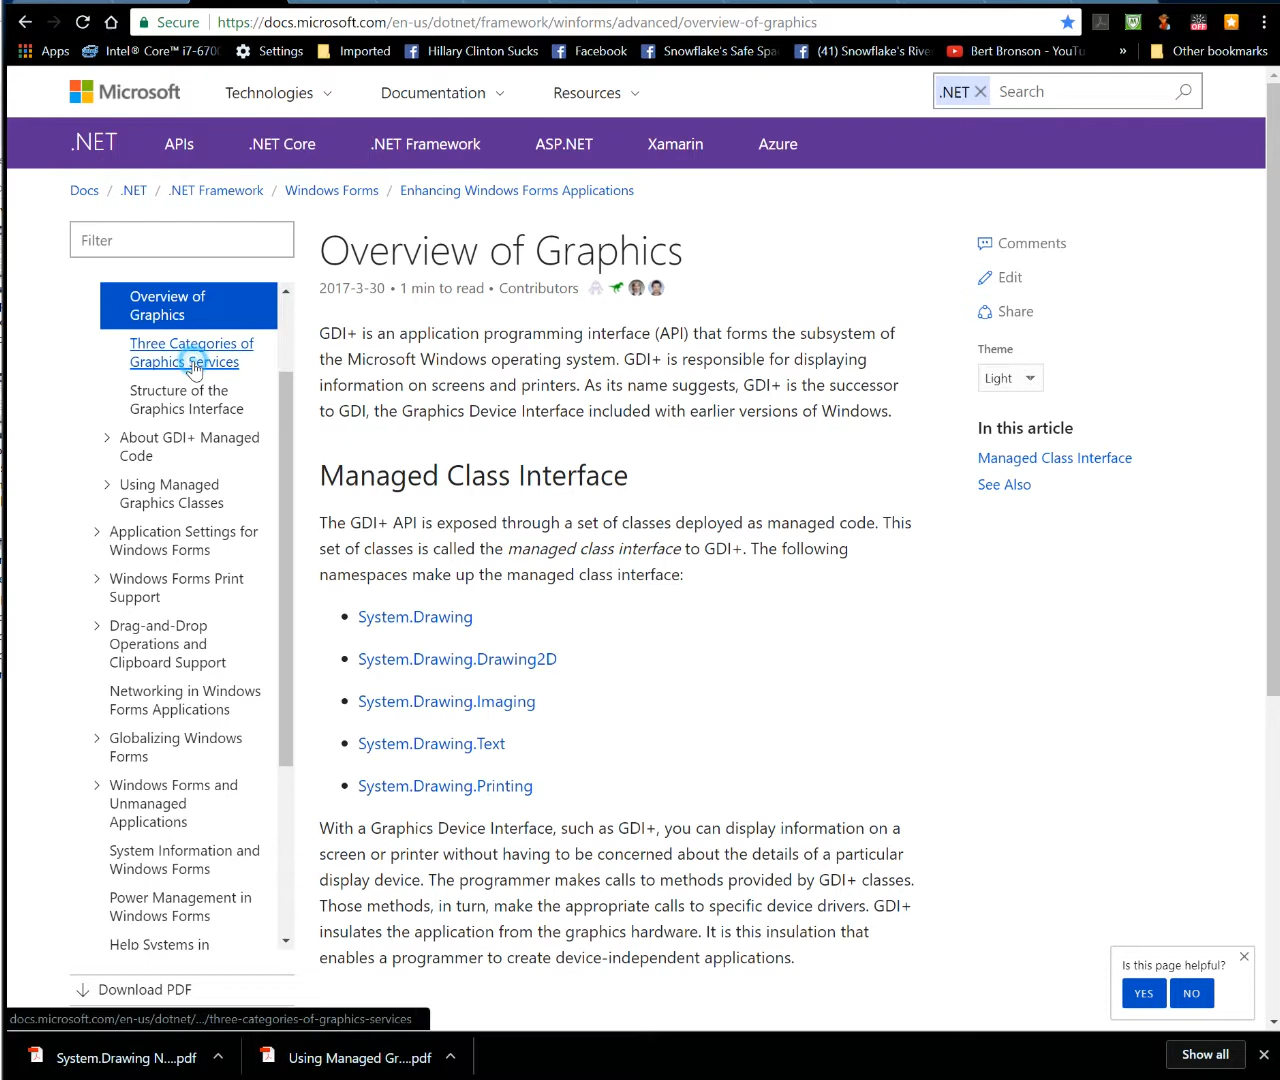 Secure https://docs.microsoft.com/en-us/dotnet/framework/winforms/advanced/overview-of-graphics
Apps Intel® Core™ i7-670 Settings Imported Hillary Clinton Sucks Facebook Snowflake's Safe Spa (41) Snowflake's Rive Bert Bronson - YouTu » Other bookmarks
Microsoft Technologies Documentation Resources .NET Search
.NET APIs .NET Core .NET Framework ASP.NET Xamarin Azure
Docs / .NET / .NET Framework / Windows Forms / Enhancing Windows Forms Applications
Filter
Overview of
Graphics
Three Categories of
Graphics Services
Structure of the
Graphics Interface
About GDI+ Managed
Code
Using Managed
Graphics Classes
Application Settings for
Windows Forms
Windows Forms Print
Support
Drag-and-Drop
Operations and
Clipboard Support
Networking in Windows
Forms Applications
Globalizing Windows
Forms
Windows Forms and
Unmanaged
Applications
System Information and
Windows Forms
Power Management in
Windows Forms
Help Systems in
Download PDF
Overview of Graphics
2017-3-30 • 1 min to read • Contributors
GDI+ is an application programming interface (API) that forms the subsystem of
the Microsoft Windows operating system. GDI+ is responsible for displaying
information on screens and printers. As its name suggests, GDI+ is the successor
to GDI, the Graphics Device Interface included with earlier versions of Windows.
Managed Class Interface
The GDI+ API is exposed through a set of classes deployed as managed code. This
set of classes is called the managed class interface to GDI+. The following
namespaces make up the managed class interface:
• System.Drawing
• System.Drawing.Drawing2D
• System.Drawing.Imaging
• System.Drawing.Text
• System.Drawing.Printing
With a Graphics Device Interface, such as GDI+, you can display information on a
screen or printer without having to be concerned about the details of a particular
display device. The programmer makes calls to methods provided by GDI+ classes.
Those methods, in turn, make the appropriate calls to specific device drivers. GDI+
insulates the application from the graphics hardware. It is this insulation that
enables a programmer to create device-independent applications.
Comments
Edit
Share
Theme
Light
In this article
Managed Class Interface
See Also
Is this page helpful?
YES NO
docs.microsoft.com/en-us/dotnet/.../three-categories-of-graphics-services
System.Drawing N....pdf Using Managed Gr....pdf Show all